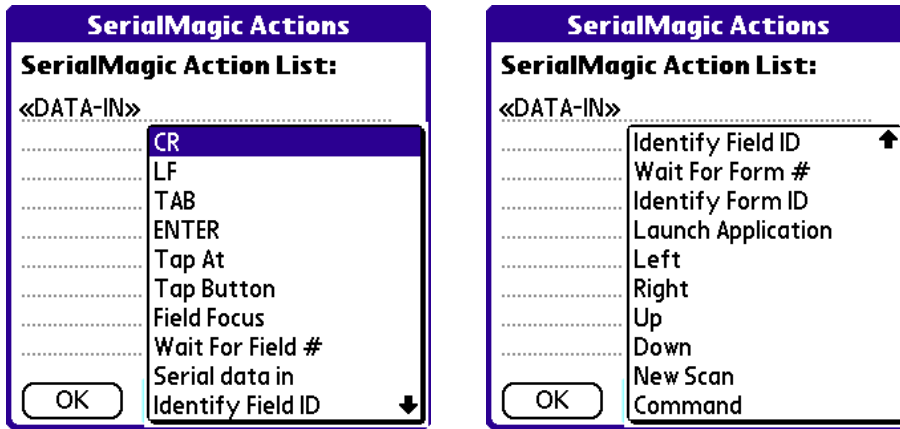 SerialMagic Actions
SerialMagic Action List:
«DATA-IN»
CR
LF
TAB
ENTER
Tap At
Tap Button
Field Focus
Wait For Field #
Serial data in
Identify Field ID
OK
SerialMagic Actions
SerialMagic Action List:
«DATA-IN»
Identify Field ID
Wait For Form #
Identify Form ID
Launch Application
Left
Right
Up
Down
New Scan
Command
OK